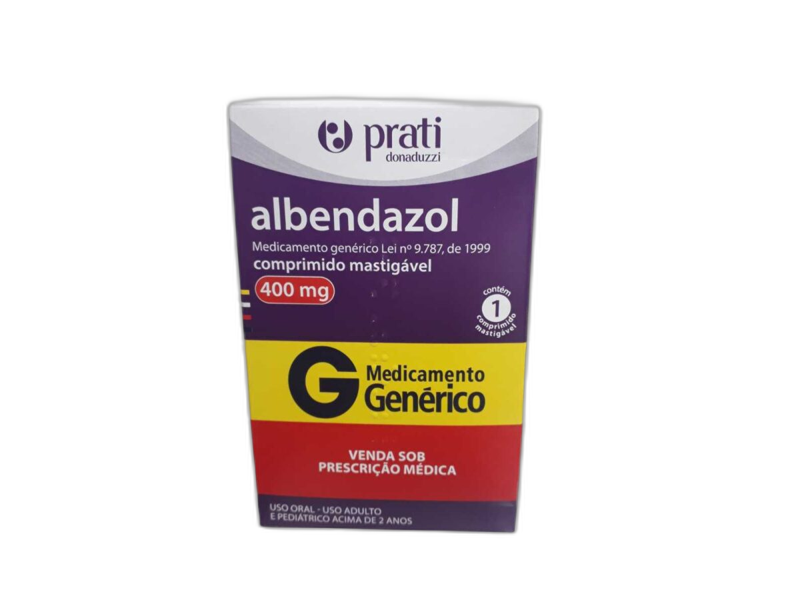 prati
donaduzzi
albendazol
Medicamento genérico Lei nº 9.787, de 1999
comprimido mastigável
400 mg
contém
1
comprimido
mastigável
G Medicamento
Genérico
VENDA SOB
PRESCRIÇÃO MÉDICA
USO ORAL - USO ADULTO
E PEDIÁTRICO ACIMA DE 2 ANOS